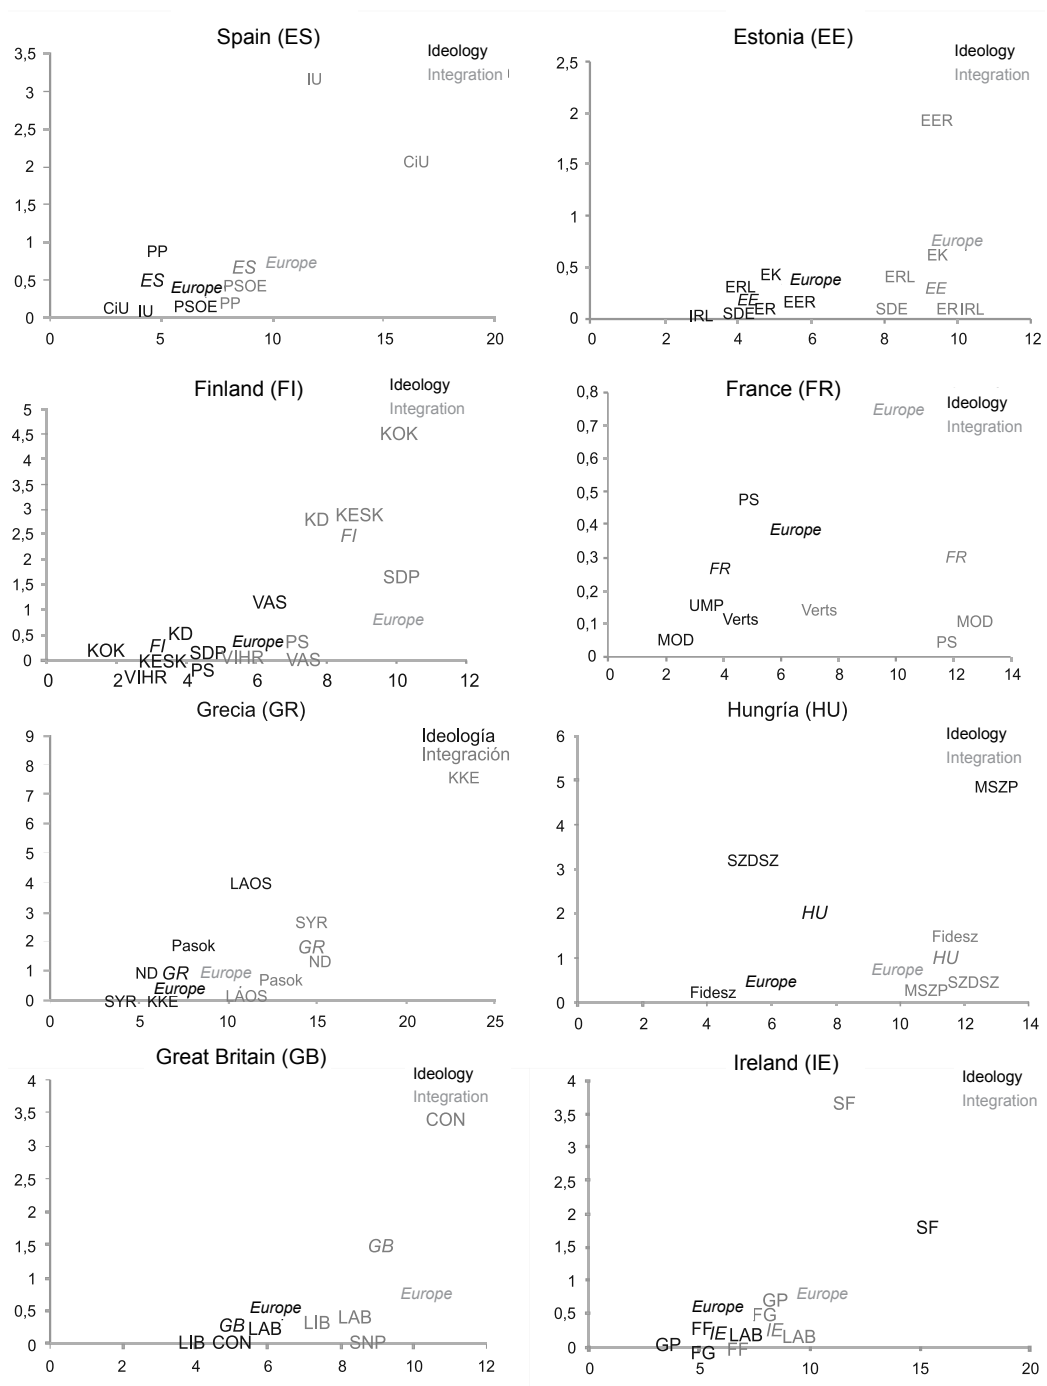 Spain (ES)
Ideology
Integration
3,5
3
2,5
2
1,5
1
0,5
0
0
5
10
15
20
IU
CiU
PP
ES
Europe
ES
Europe
PSOE
PP
CiU
IU
PSOE
Estonia (EE)
Ideology
Integration
2,5
2
1,5
1
0,5
0
0
2
4
6
8
10
12
EER
Europe
EK
EK
Europe
ERL
ERL
EE
EE
EER
IRL
SDE
ER
SDE
ER
IRL
Finland (FI)
Ideology
Integration
5
4,5
4
3,5
3
2,5
2
1,5
1
0,5
0
0
2
4
6
8
10
12
KOK
KD
KESK
FI
SDP
VAS
Europe
KD
Europe
PS
FI
KOK
SDP
VIHR
VAS
KESK
VIHR
PS
France (FR)
Ideology
Integration
0,8
0,7
0,6
0,5
0,4
0,3
0,2
0,1
0
0
2
4
6
8
10
12
14
Europe
PS
Europe
FR
FR
UMP
Verts
Verts
MOD
MOD
PS
Grecia (GR)
Ideología
Integración
9
8
7
6
5
4
3
2
1
0
0
5
10
15
20
25
KKE
LAOS
SYR
Pasok
GR
ND
ND
GR
Europe
Pasok
Europe
LAOS
SYR
KKE
Hungría (HU)
Ideology
Integration
6
5
4
3
2
1
0
0
2
4
6
8
10
12
14
MSZP
SZDSZ
HU
Fidesz
HU
Europe
Europe
SZDSZ
Fidesz
MSZP
Great Britain (GB)
Ideology
Integration
4
3,5
3
2,5
2
1,5
1
0,5
0
0
2
4
6
8
10
12
CON
GB
Europe
Europe
GB
LAB
LIB
LAB
LIB
CON
SNP
Ireland (IE)
Ideology
Integration
4
3,5
3
2,5
2
1,5
1
0,5
0
0
5
10
15
20
SF
SF
Europe
GP
Europe
FG
FF
IE
LAB
IE
LAB
GP
FG
FF